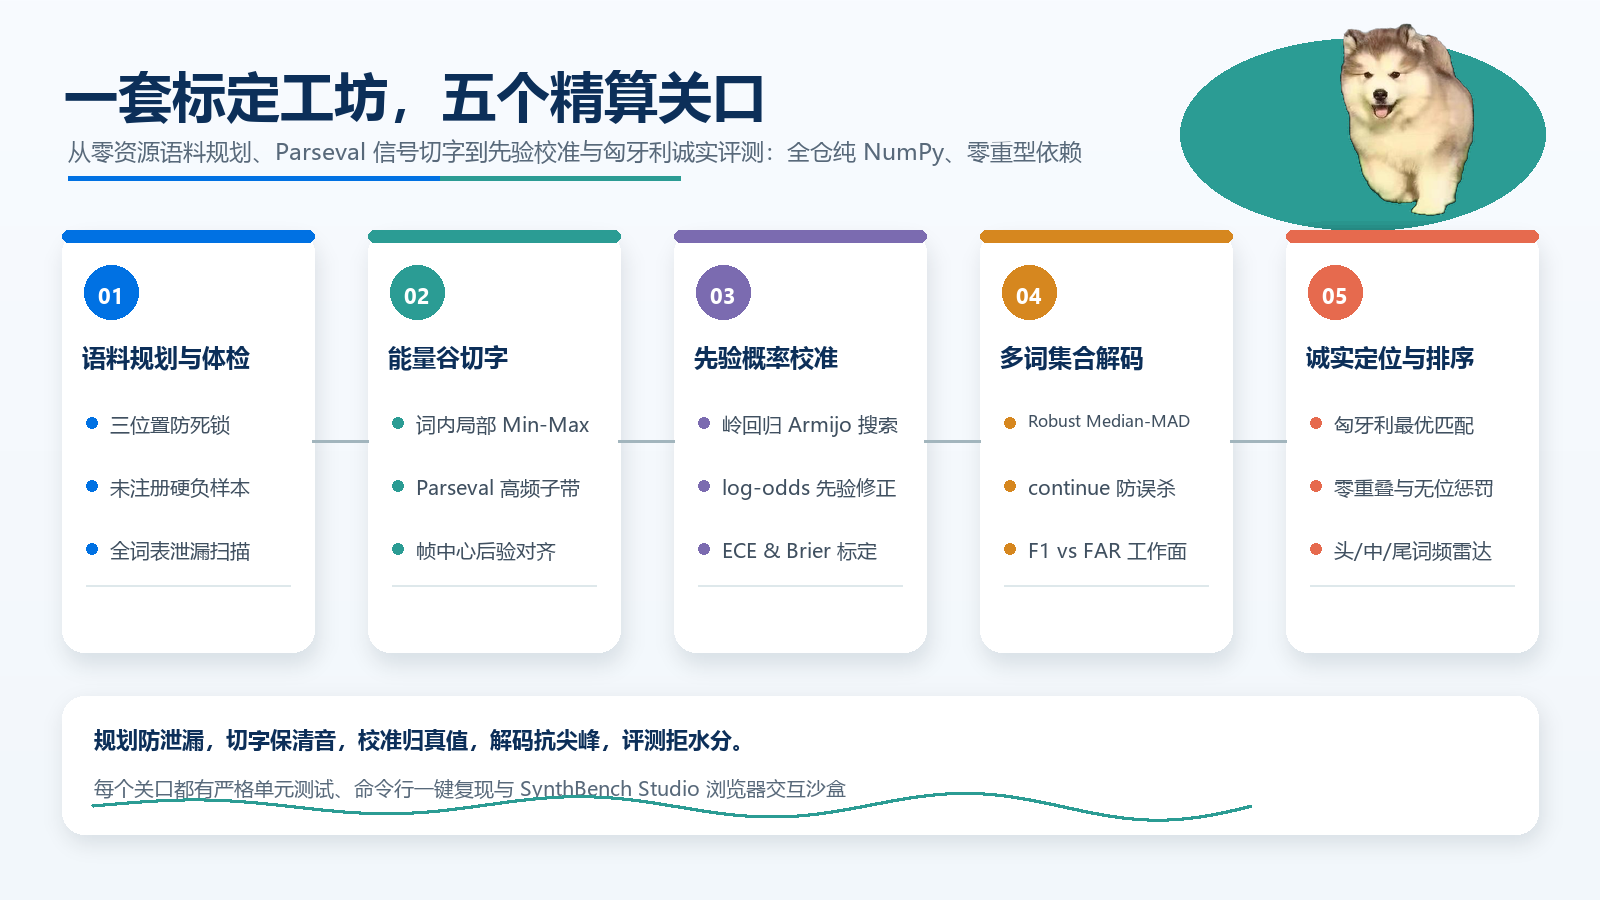 一套标定工坊，五个精算关口
从零资源语料规划、Parseval 信号切字到先验校准与匈牙利诚实评测：全仓纯 NumPy、零重型依赖
01
语料规划与体检
三位置防死锁
未注册硬负样本
全词表泄漏扫描
02
能量谷切字
词内局部 Min-Max
Parseval 高频子带
帧中心后验对齐
03
先验概率校准
岭回归 Armijo 搜索
log-odds 先验修正
ECE & Brier 标定
04
多词集合解码
Robust Median-MAD
continue 防误杀
F1 vs FAR 工作面
05
诚实定位与排序
匈牙利最优匹配
零重叠与无位惩罚
头/中/尾词频雷达
规划防泄漏，切字保清音，校准归真值，解码抗尖峰，评测拒水分。
每个关口都有严格单元测试、命令行一键复现与 SynthBench Studio 浏览器交互沙盒